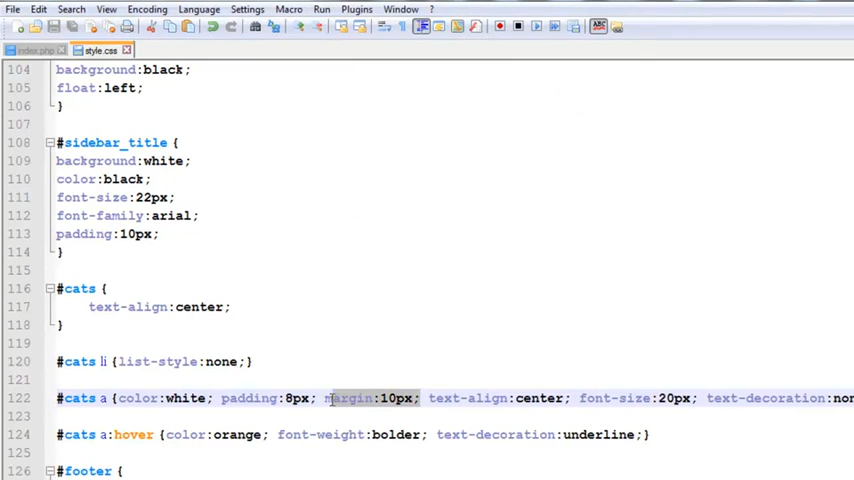 File Edit Search View Encoding Language Settings Macro Run Plugins Window ?
index.php style.css
104 background:black;
105 float:left;
106 }
107
108 #sidebar_title {
109 background:white;
110 color:black;
111 font-size:22px;
112 font-family:arial;
113 padding:10px;
114 }
115
116 #cats {
117 text-align:center;
118 }
119
120 #cats li {list-style:none;}
121
122 #cats a {color:white; padding:8px; margin:10px; text-align:center; font-size:20px; text-decoration:non
123
124 #cats a:hover {color:orange; font-weight:bolder; text-decoration:underline;}
125
126 #footer {